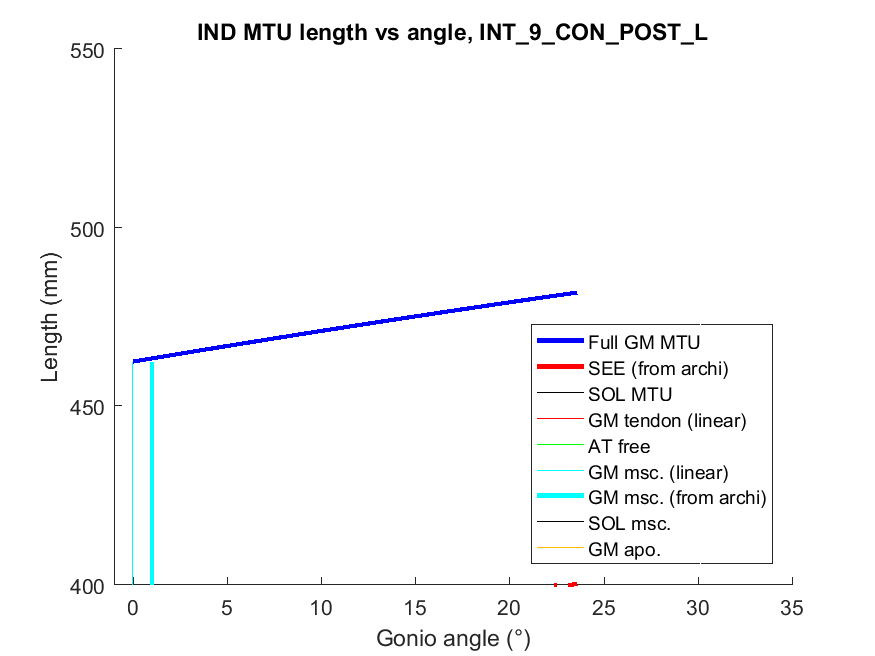 IND MTU length vs angle, INT_9_CON_POST_L
550
500
450
400
Length (mm)
0 5 10 15 20 25 30 35
Gonio angle (°)
Full GM MTU
SEE (from archi)
SOL MTU
GM tendon (linear)
AT free
GM msc. (linear)
GM msc. (from archi)
SOL msc.
GM apo.